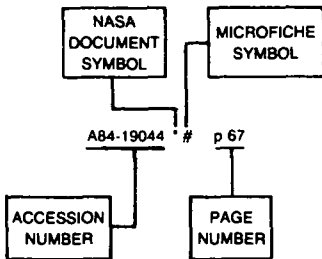 NASA
DOCUMENT
SYMBOL
MICROFICHE
SYMBOL
A84-19044 * # p 67
ACCESSION
NUMBER
PAGE
NUMBER